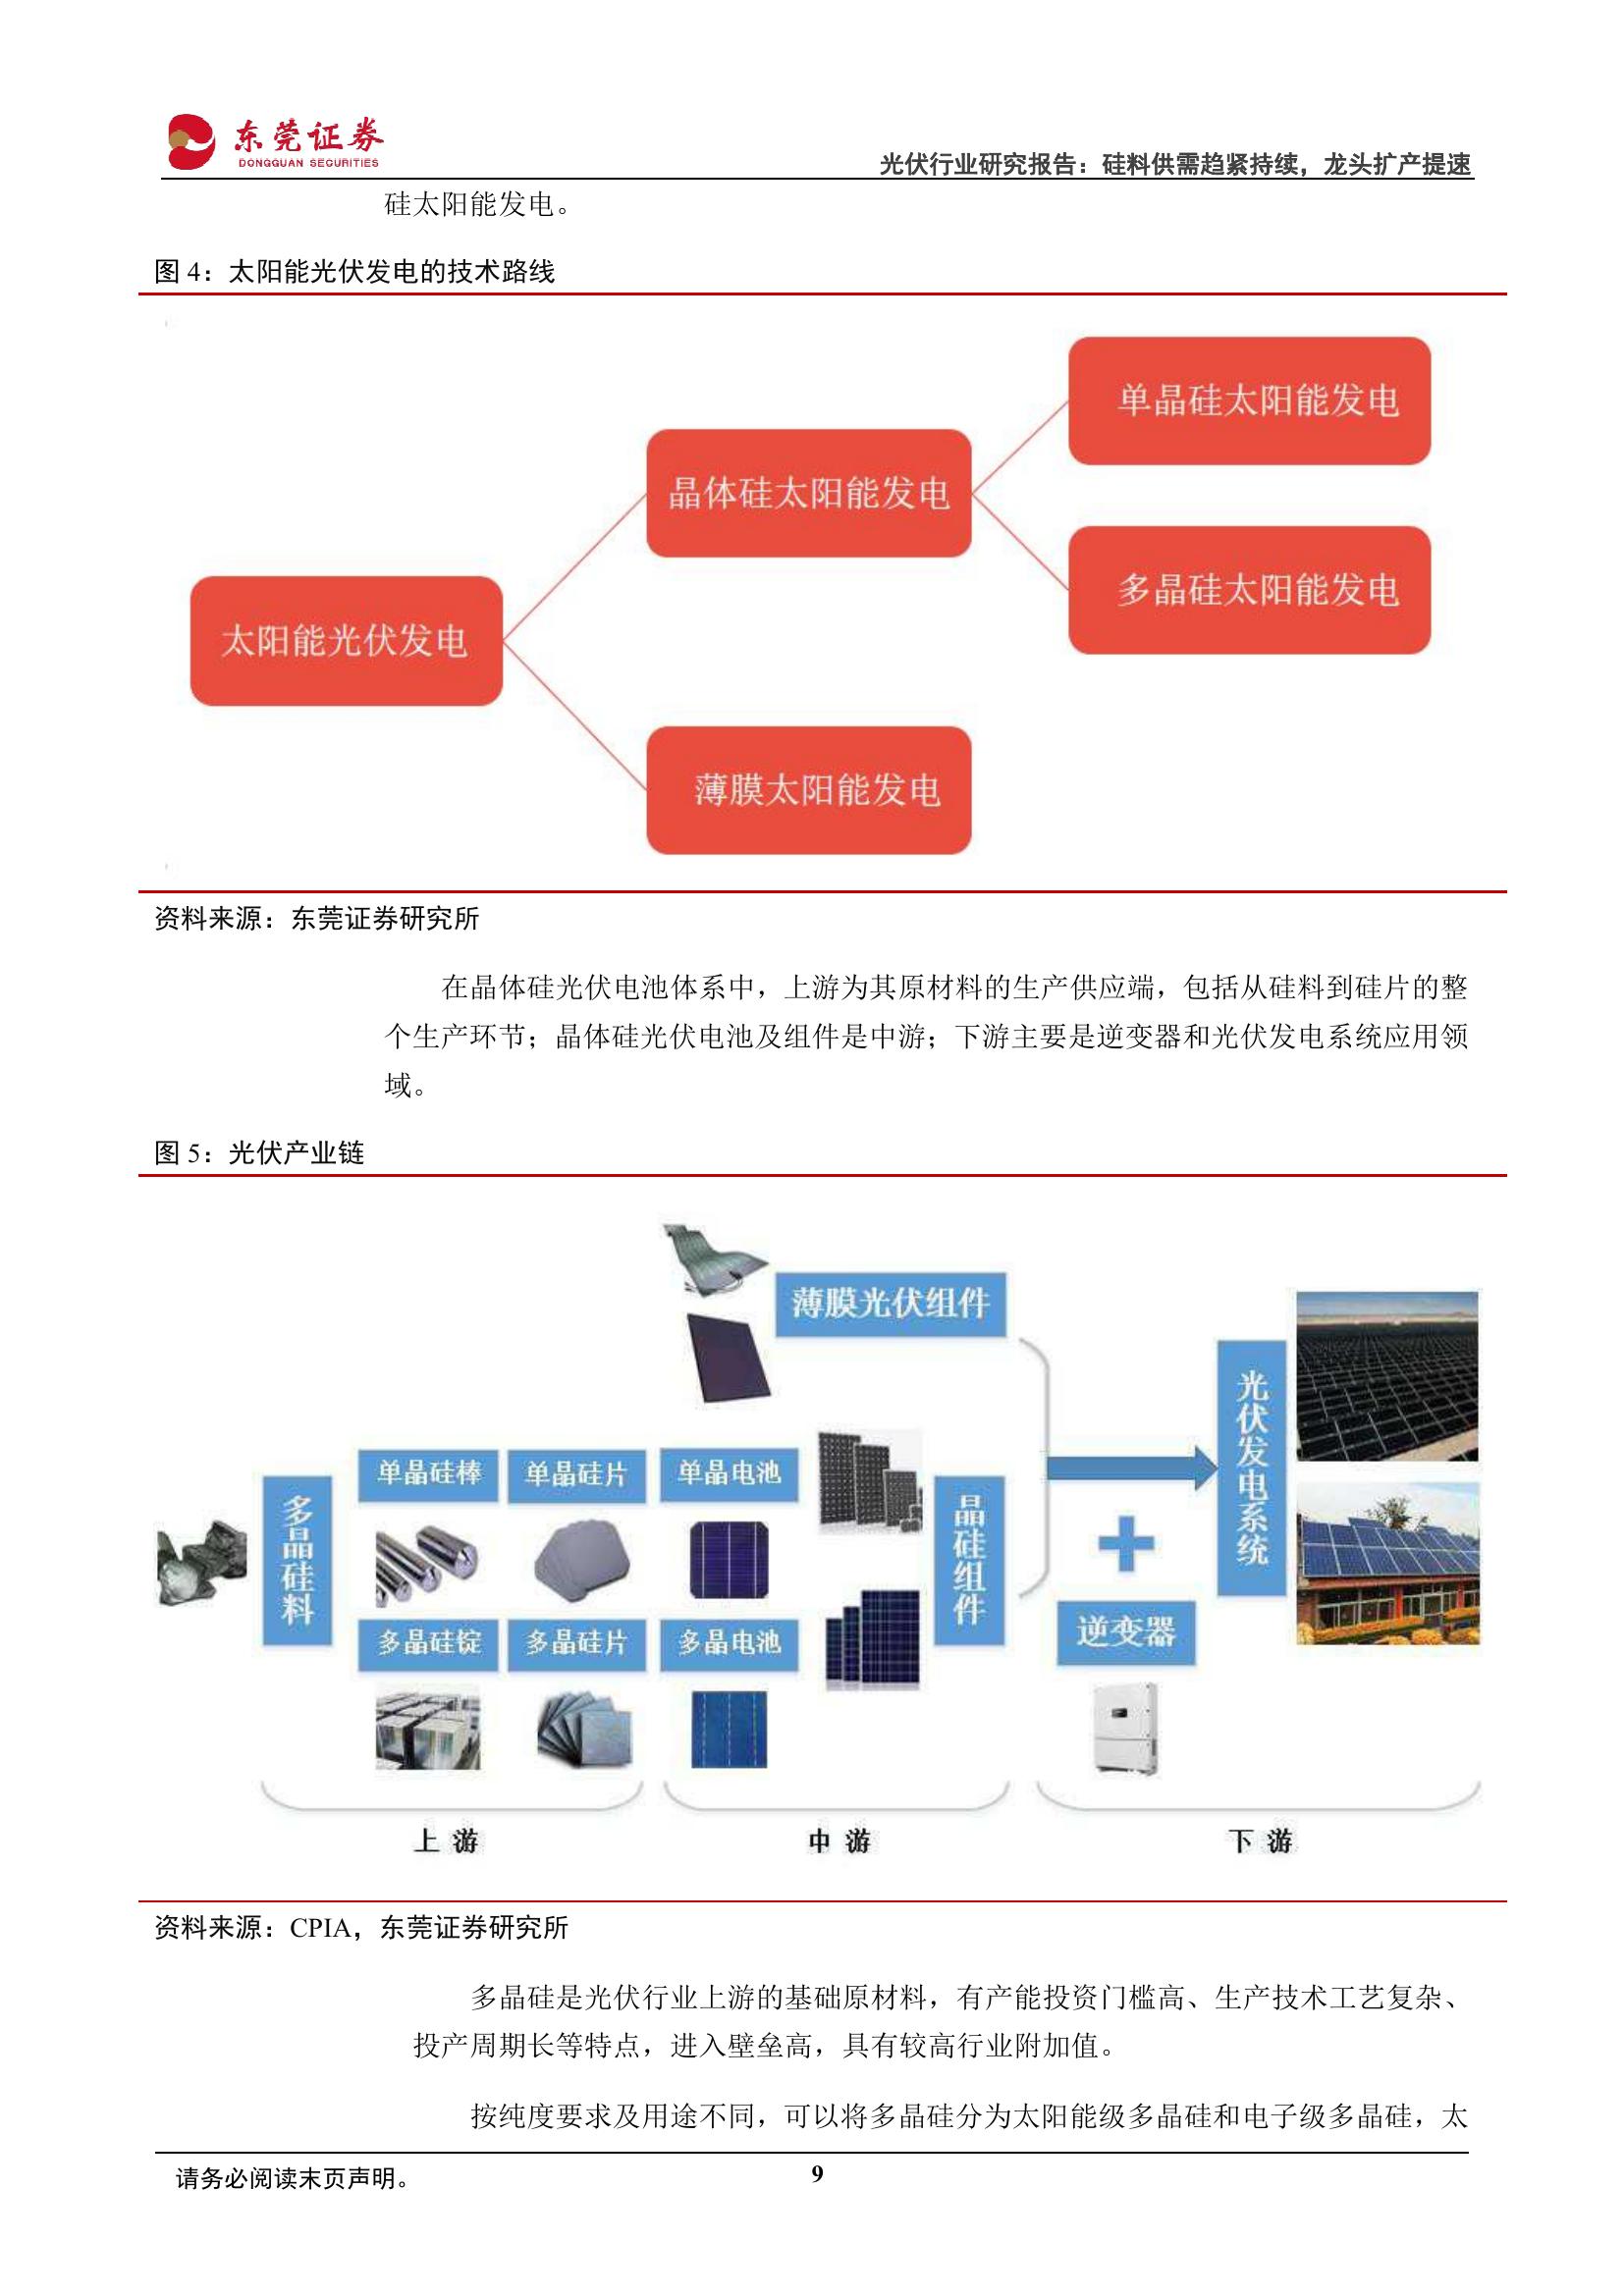 东莞证券
DONGGUAN SECURITIES
光伏行业研究报告：硅料供需趋紧持续，龙头扩产提速
硅太阳能发电。
图 4：太阳能光伏发电的技术路线
单晶硅太阳能发电
晶体硅太阳能发电
多晶硅太阳能发电
太阳能光伏发电
薄膜太阳能发电
资料来源：东莞证券研究所
在晶体硅光伏电池体系中，上游为其原材料的生产供应端，包括从硅料到硅片的整
个生产环节；晶体硅光伏电池及组件是中游；下游主要是逆变器和光伏发电系统应用领
域。
图 5：光伏产业链
薄膜光伏组件
多晶硅料
单晶硅棒
单晶硅片
单晶电池
多晶硅锭
多晶硅片
多晶电池
晶硅组件
逆变器
光伏发电系统
上 游
中 游
下 游
资料来源：CPIA，东莞证券研究所
多晶硅是光伏行业上游的基础原材料，有产能投资门槛高、生产技术工艺复杂、
投产周期长等特点，进入壁垒高，具有较高行业附加值。
按纯度要求及用途不同，可以将多晶硅分为太阳能级多晶硅和电子级多晶硅，太
请务必阅读末页声明。
9